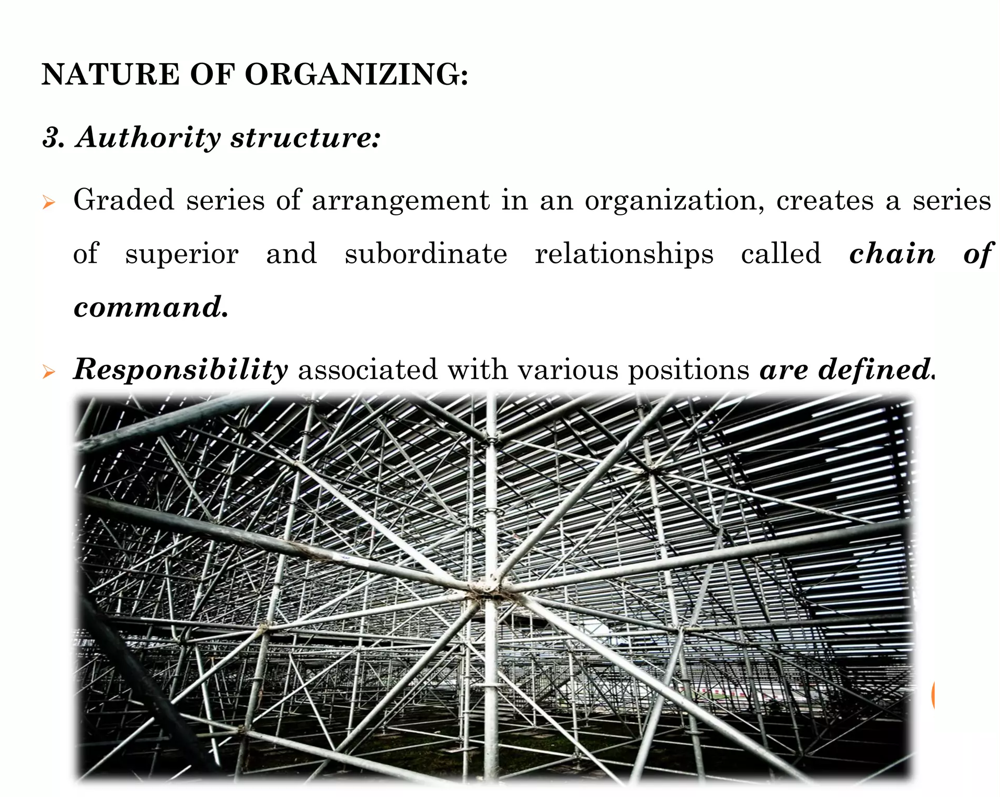 NATURE OF ORGANIZING:
3. Authority structure:
Graded series of arrangement in an organization, creates a series
of superior and subordinate relationships called chain of
command.
Responsibility associated with various positions are defined.